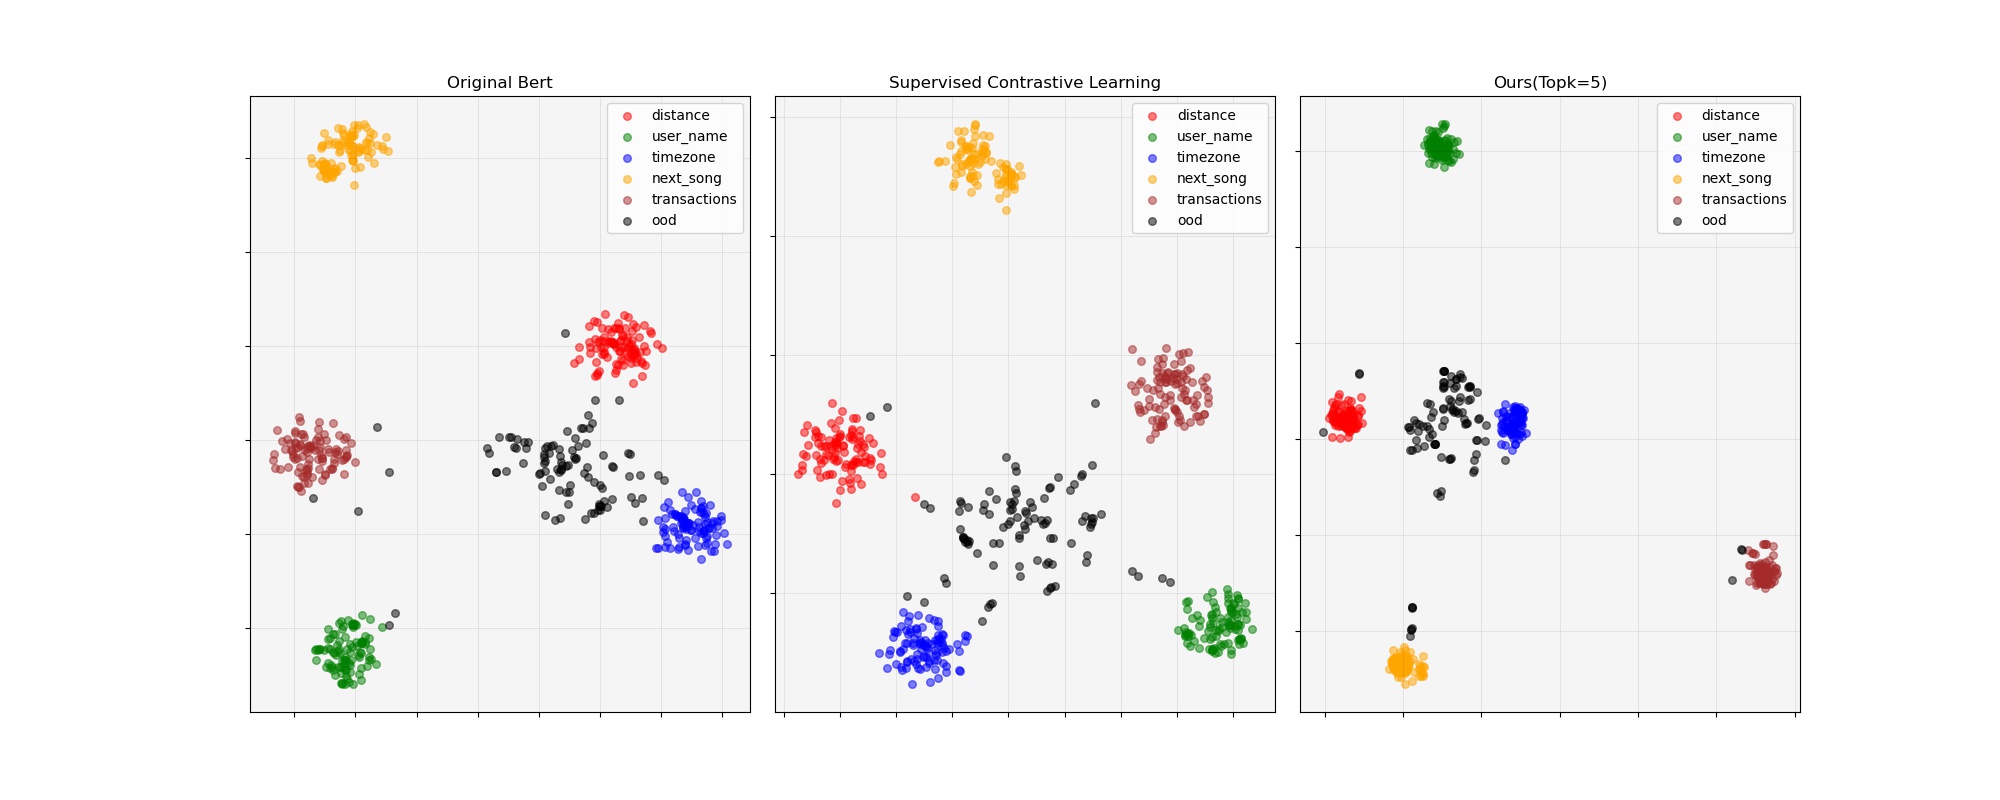 Original Bert
distance
user_name
timezone
next_song
transactions
ood
Supervised Contrastive Learning
distance
user_name
timezone
next_song
transactions
ood
Ours(Topk=5)
distance
user_name
timezone
next_song
transactions
ood